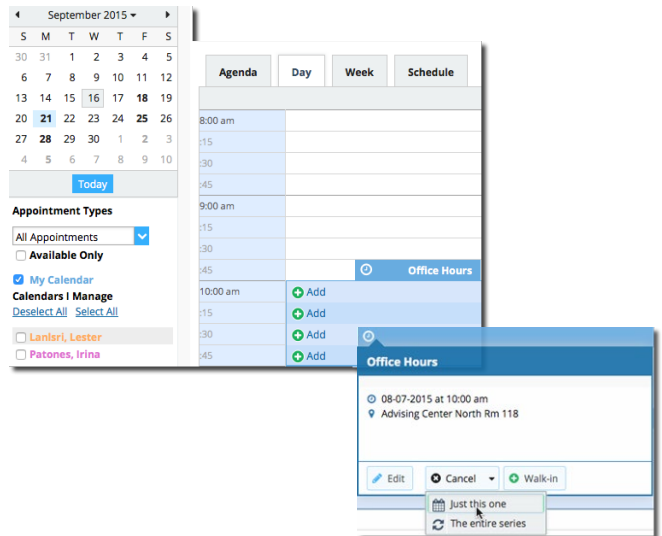 September 2015
S M T W T F S
30 31 1 2 3 4 5
6 7 8 9 10 11 12
13 14 15 16 17 18 19
20 21 22 23 24 25 26
27 28 29 30 1 2 3
4 5 6 7 8 9 10
Today
Appointment Types
All Appointments
Available Only
My Calendar
Calendars I Manage
Deselect All Select All
Lanisri, Lester
Patones, Irina
Agenda Day Week Schedule
8:00 am
:15
:30
:45
9:00 am
:15
:30
:45 Office Hours
10:00 am Add
:15 Add
:30 Add
:45 Add
Office Hours
08-07-2015 at 10:00 am
Advising Center North Rm 118
Edit Cancel Walk-in
Just this one
The entire series